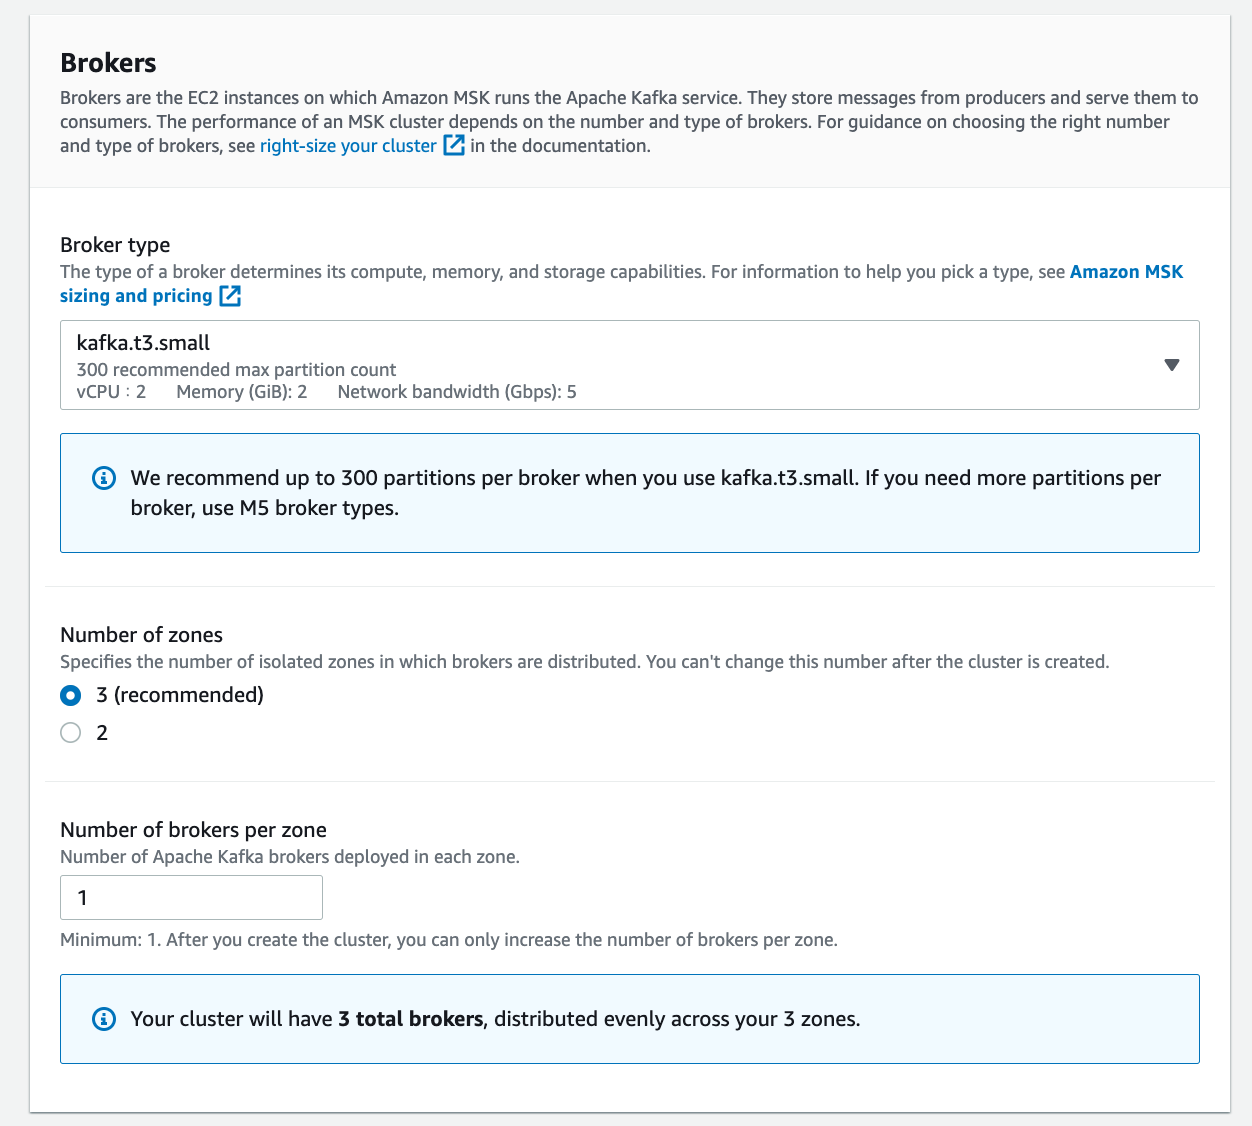 Brokers
Brokers are the EC2 instances on which Amazon MSK runs the Apache Kafka service. They store messages from producers and serve them to
consumers. The performance of an MSK cluster depends on the number and type of brokers. For guidance on choosing the right number
and type of brokers, see right-size your cluster in the documentation.
Broker type
The type of a broker determines its compute, memory, and storage capabilities. For information to help you pick a type, see Amazon MSK
sizing and pricing
kafka.t3.small
300 recommended max partition count
vCPU : 2 Memory (GiB): 2 Network bandwidth (Gbps): 5
We recommend up to 300 partitions per broker when you use kafka.t3.small. If you need more partitions per
broker, use M5 broker types.
Number of zones
Specifies the number of isolated zones in which brokers are distributed. You can't change this number after the cluster is created.
3 (recommended)
2
Number of brokers per zone
Number of Apache Kafka brokers deployed in each zone.
1
Minimum: 1. After you create the cluster, you can only increase the number of brokers per zone.
Your cluster will have 3 total brokers, distributed evenly across your 3 zones.